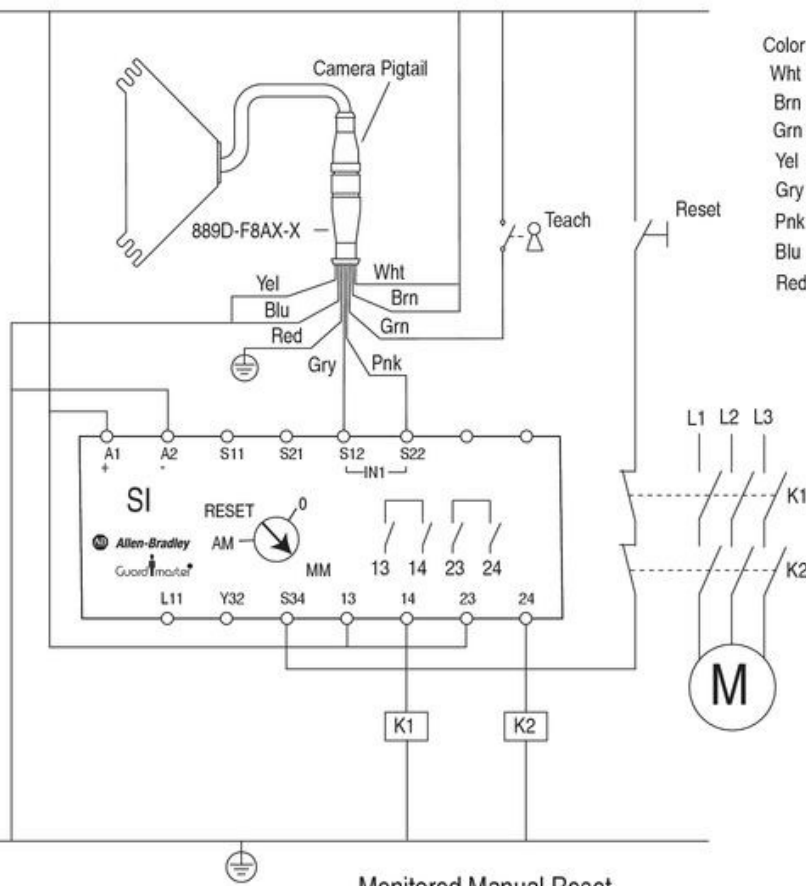 Color
Camera Pigtail
Wht
Brn
Grn
Yel
Gry
Pnk
Blu
Red
Teach
Reset
889D-F8AX-X
Yel
Wht
Blu
Brn
Red
Grn
Gry
Pnk
L1 L2 L3
A1 A2 S11 S21 S12 S22
+ - IN1
K1
SI
RESET 0
AB Allen-Bradley AM
Guardmaster MM 13 14 23 24
K2
L11 Y32 S34 13 14 23 24
M
K1 K2
Monitored Manual Reset